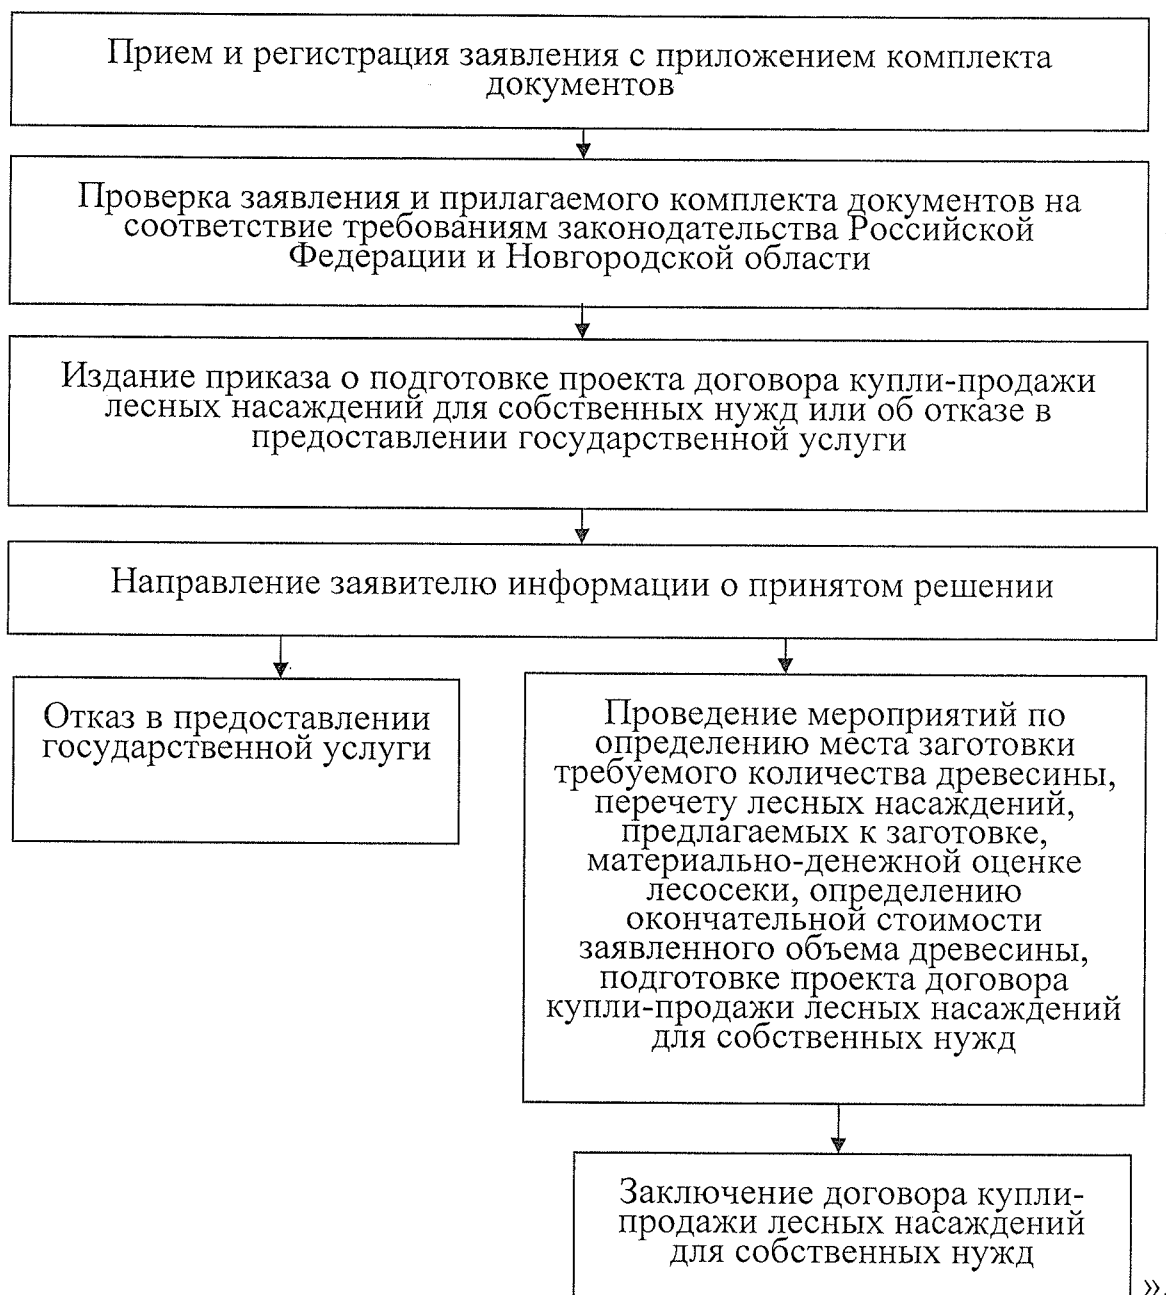 Прием и регистрация заявления с приложением комплекта
документов
Проверка заявления и прилагаемого комплекта документов на
соответствие требованиям законодательства Российской
Федерации и Новгородской области
Издание приказа о подготовке проекта договора купли-продажи
лесных насаждений для собственных нужд или об отказе в
предоставлении государственной услуги
Направление заявителю информации о принятом решении
Отказ в предоставлении
государственной услуги
Проведение мероприятий по
определению места заготовки
требуемого количества древесины,
перечету лесных насаждений,
предлагаемых к заготовке,
материально-денежной оценке
лесосеки, определению
окончательной стоимости
заявленного объема древесины,
подготовке проекта договора
купли-продажи лесных насаждений
для собственных нужд
Заключение договора купли-
продажи лесных насаждений
для собственных нужд
».